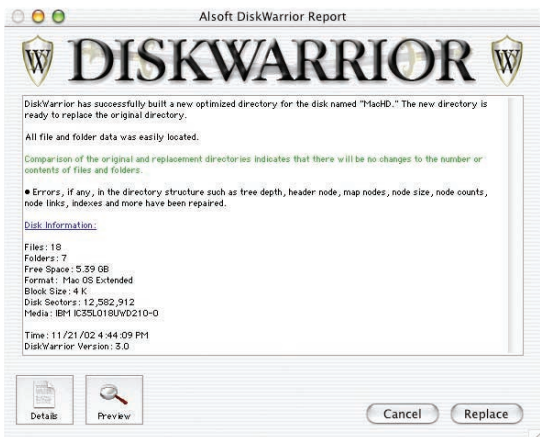 Alsoft DiskWarrior Report
W DISKWARRIOR W
DiskWarrior has successfully built a new optimized directory for the disk named "MacHD." The new directory is
ready to replace the original directory.
All file and folder data was easily located.
Comparison of the original and replacement directories indicates that there will be no changes to the number or
contents of files and folders.
• Errors, if any, in the directory structure such as tree depth, header node, map nodes, node size, node counts,
node links, indexes and more have been repaired.
Disk Information:
Files: 18
Folders: 7
Free Space: 5.39 GB
Format: Mac OS Extended
Block Size: 4 K
Disk Sectors: 12,582,912
Media: IBM IC35L018UWD210-0
Time: 11/21/02 4:44:09 PM
DiskWarrior Version: 3.0
Details
Preview
Cancel
Replace